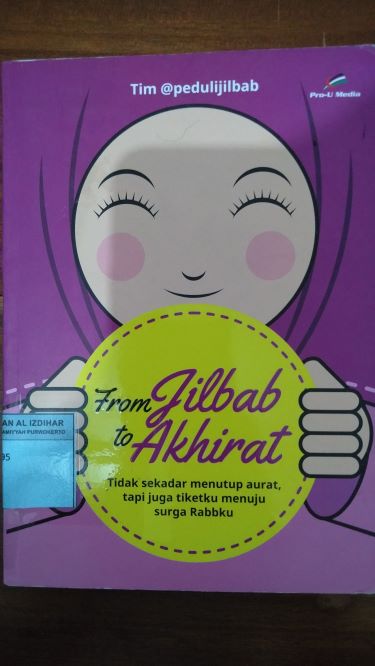 Tim @pedulijilbab
Pro-U Media
From Jilbab
to Akhirat
Tidak sekadar menutup aurat,
tapi juga tiketku menuju
surga Rabbku
AN AL IZDIHAR
PURWOKERTO
95